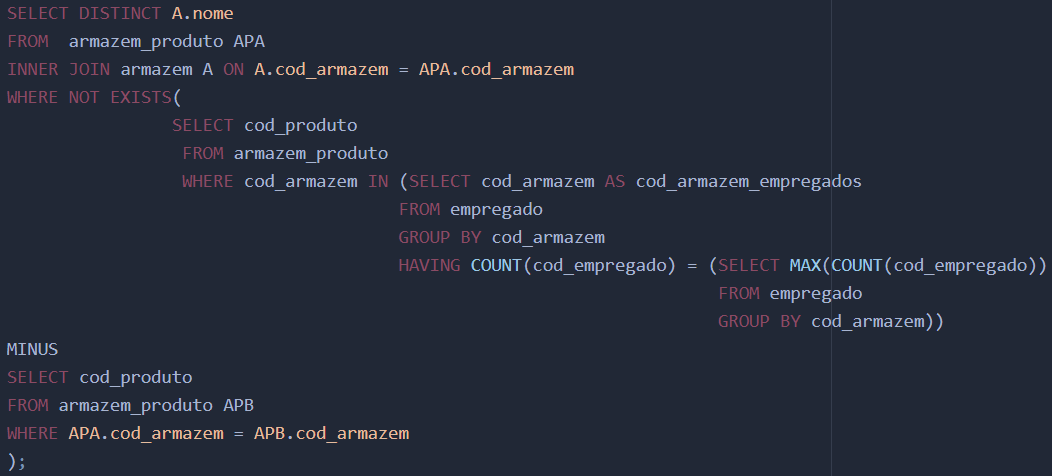 SELECT DISTINCT A.nome
FROM  armazem_produto APA
INNER JOIN armazem A ON A.cod_armazem = APA.cod_armazem
WHERE NOT EXISTS(
                SELECT cod_produto
                 FROM armazem_produto
                 WHERE cod_armazem IN (SELECT cod_armazem AS cod_armazem_empregados
                                      FROM empregado
                                      GROUP BY cod_armazem
                                      HAVING COUNT(cod_empregado) = (SELECT MAX(COUNT(cod_empregado))
                                                                     FROM empregado
                                                                     GROUP BY cod_armazem))
MINUS
SELECT cod_produto
FROM armazem_produto APB
WHERE APA.cod_armazem = APB.cod_armazem
);